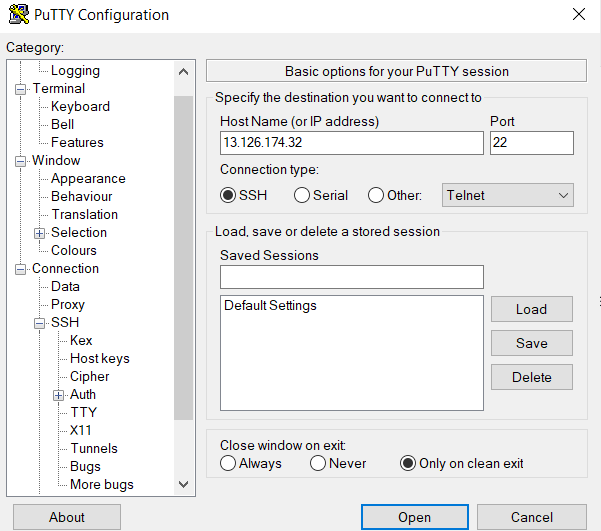 PuTTY Configuration
Category:
Logging
Terminal
Keyboard
Bell
Features
Window
Appearance
Behaviour
Translation
Selection
Colours
Connection
Data
Proxy
SSH
Kex
Host keys
Cipher
Auth
TTY
X11
Tunnels
Bugs
More bugs
Basic options for your PuTTY session
Specify the destination you want to connect to
Host Name (or IP address) Port
13.126.174.32 22
Connection type:
SSH Serial Other: Telnet
Load, save or delete a stored session
Saved Sessions
Default Settings
Load
Save
Delete
Close window on exit:
Always Never Only on clean exit
About Open Cancel